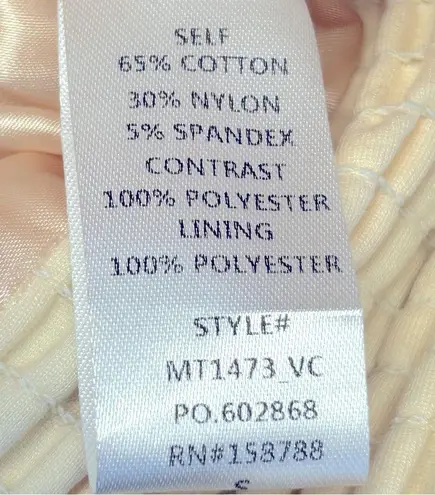 SELF
65% COTTON
30% NYLON
5% SPANDEX
CONTRAST
100% POLYESTER
LINING
100% POLYESTER
STYLE#
MT1473_VC
PO.602868
RN#158788
S